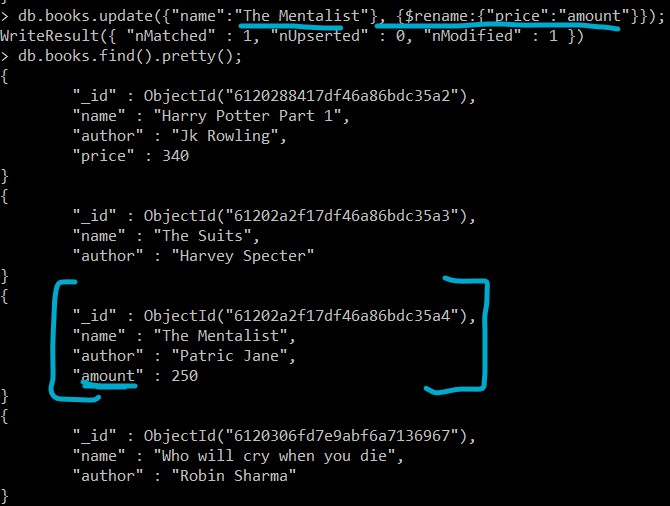 > db.books.update({"name":"The Mentalist"}, {$rename:{"price":"amount"}});
WriteResult({ "nMatched" : 1, "nUpserted" : 0, "nModified" : 1 })
> db.books.find().pretty();
{
"_id" : ObjectId("6120288417df46a86bdc35a2"),
"name" : "Harry Potter Part 1",
"author" : "Jk Rowling",
"price" : 340
}
{
"_id" : ObjectId("61202a2f17df46a86bdc35a3"),
"name" : "The Suits",
"author" : "Harvey Specter"
}
{
"_id" : ObjectId("61202a2f17df46a86bdc35a4"),
"name" : "The Mentalist",
"author" : "Patric Jane",
"amount" : 250
}
{
"_id" : ObjectId("6120306fd7e9abf6a7136967"),
"name" : "Who will cry when you die",
"author" : "Robin Sharma"
}